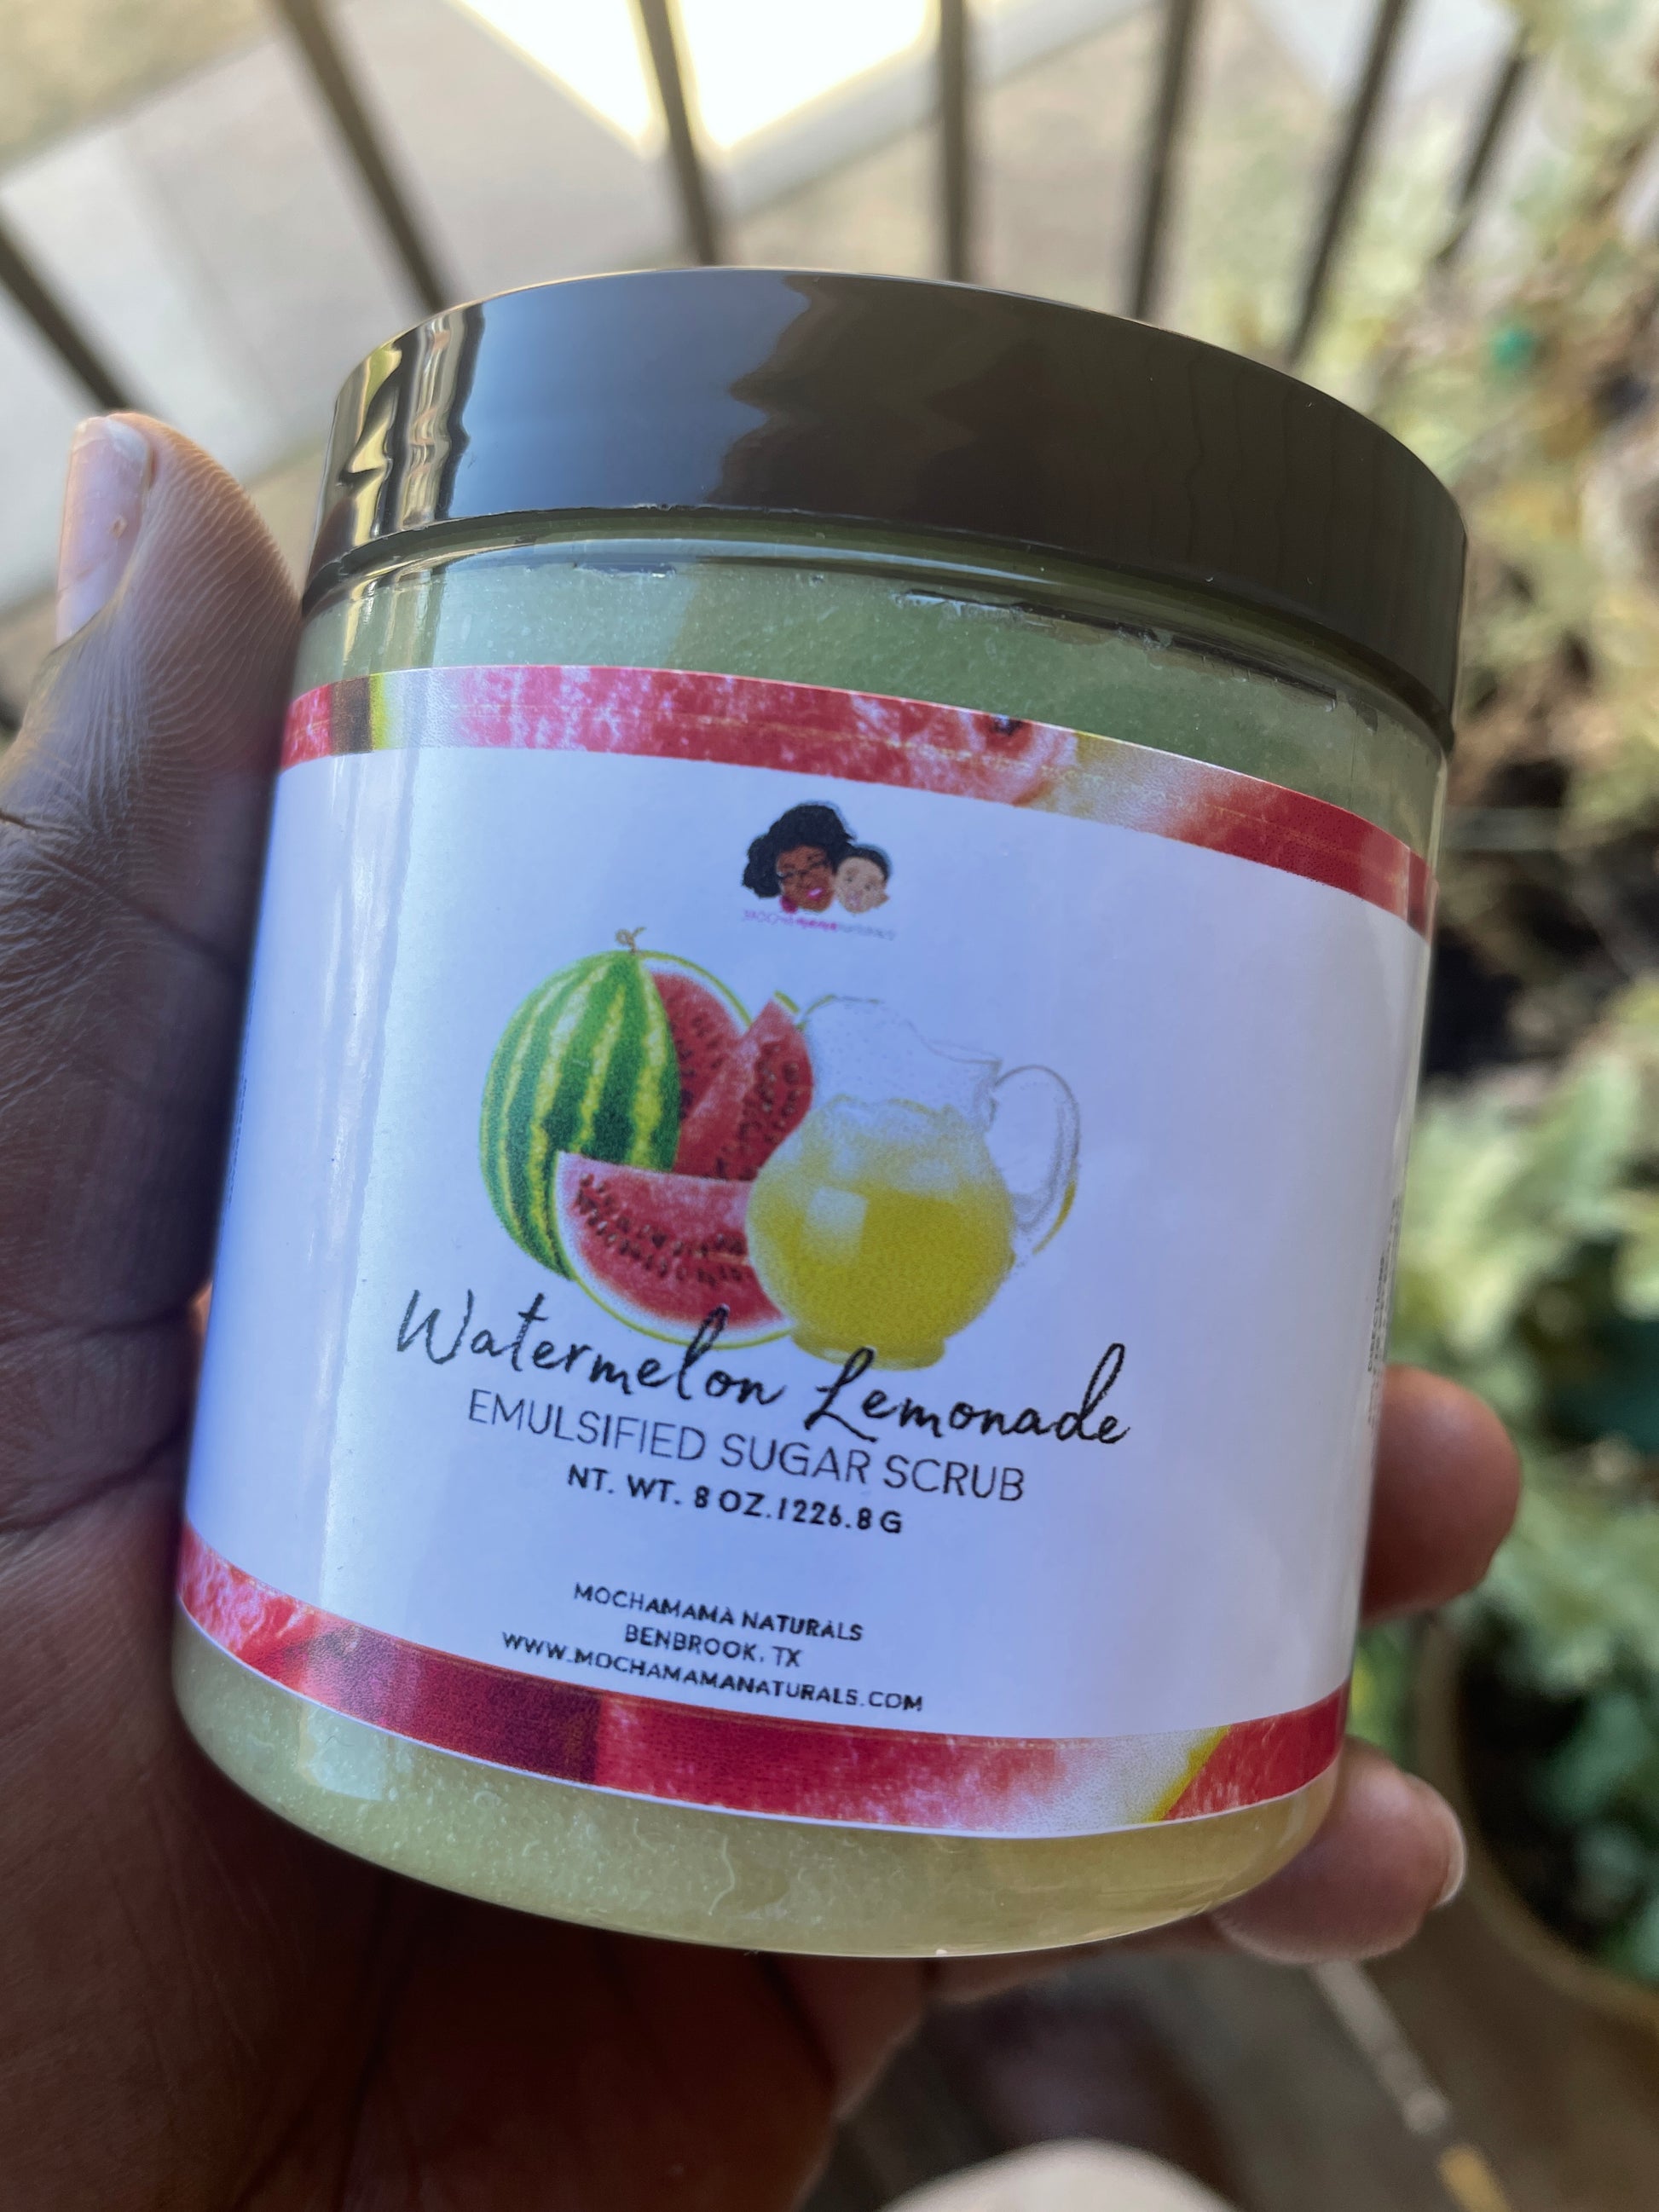 Watermelon Lemonade
EMULSIFIED SUGAR SCRUB
NT. WT. 8 OZ.|226.8 G
MOCHAMAMA NATURALS
BENBROOK, TX
WWW.MOCHAMAMANATURALS.COM